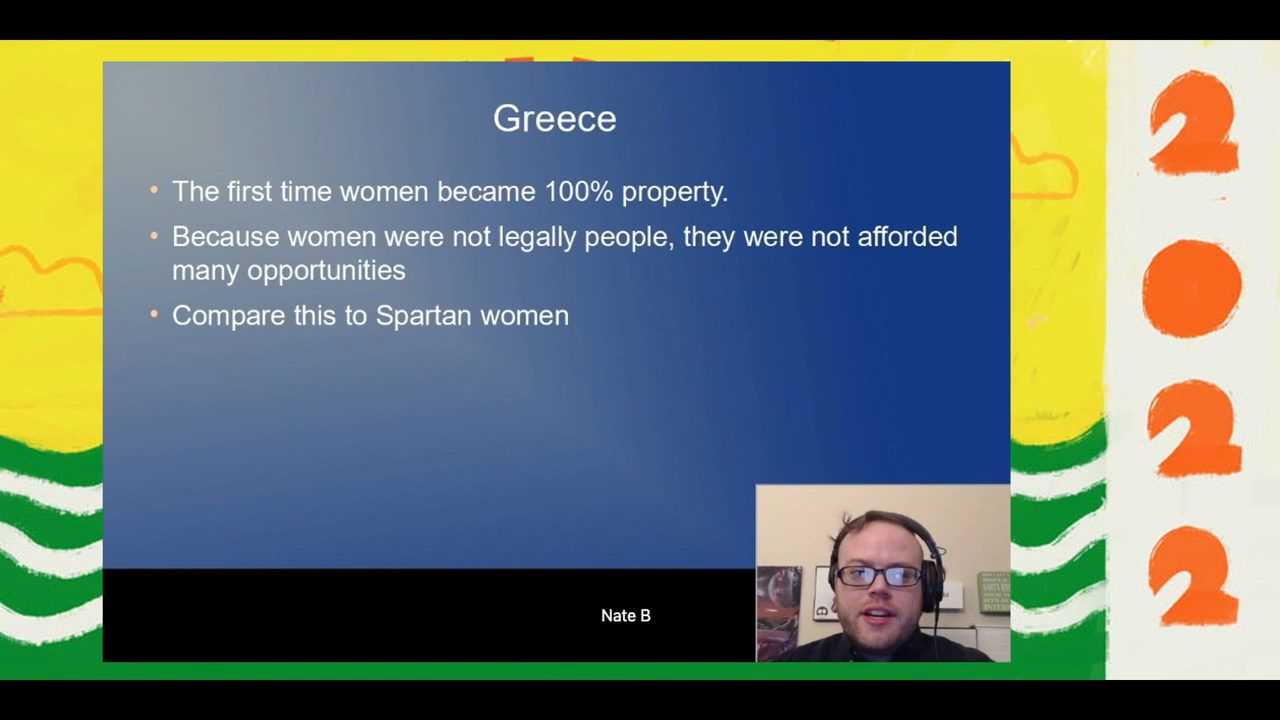 Greece
The first time women became 100% property.
Because women were not legally people, they were not afforded
many opportunities
Compare this to Spartan women
Nate B
2
0
2
2